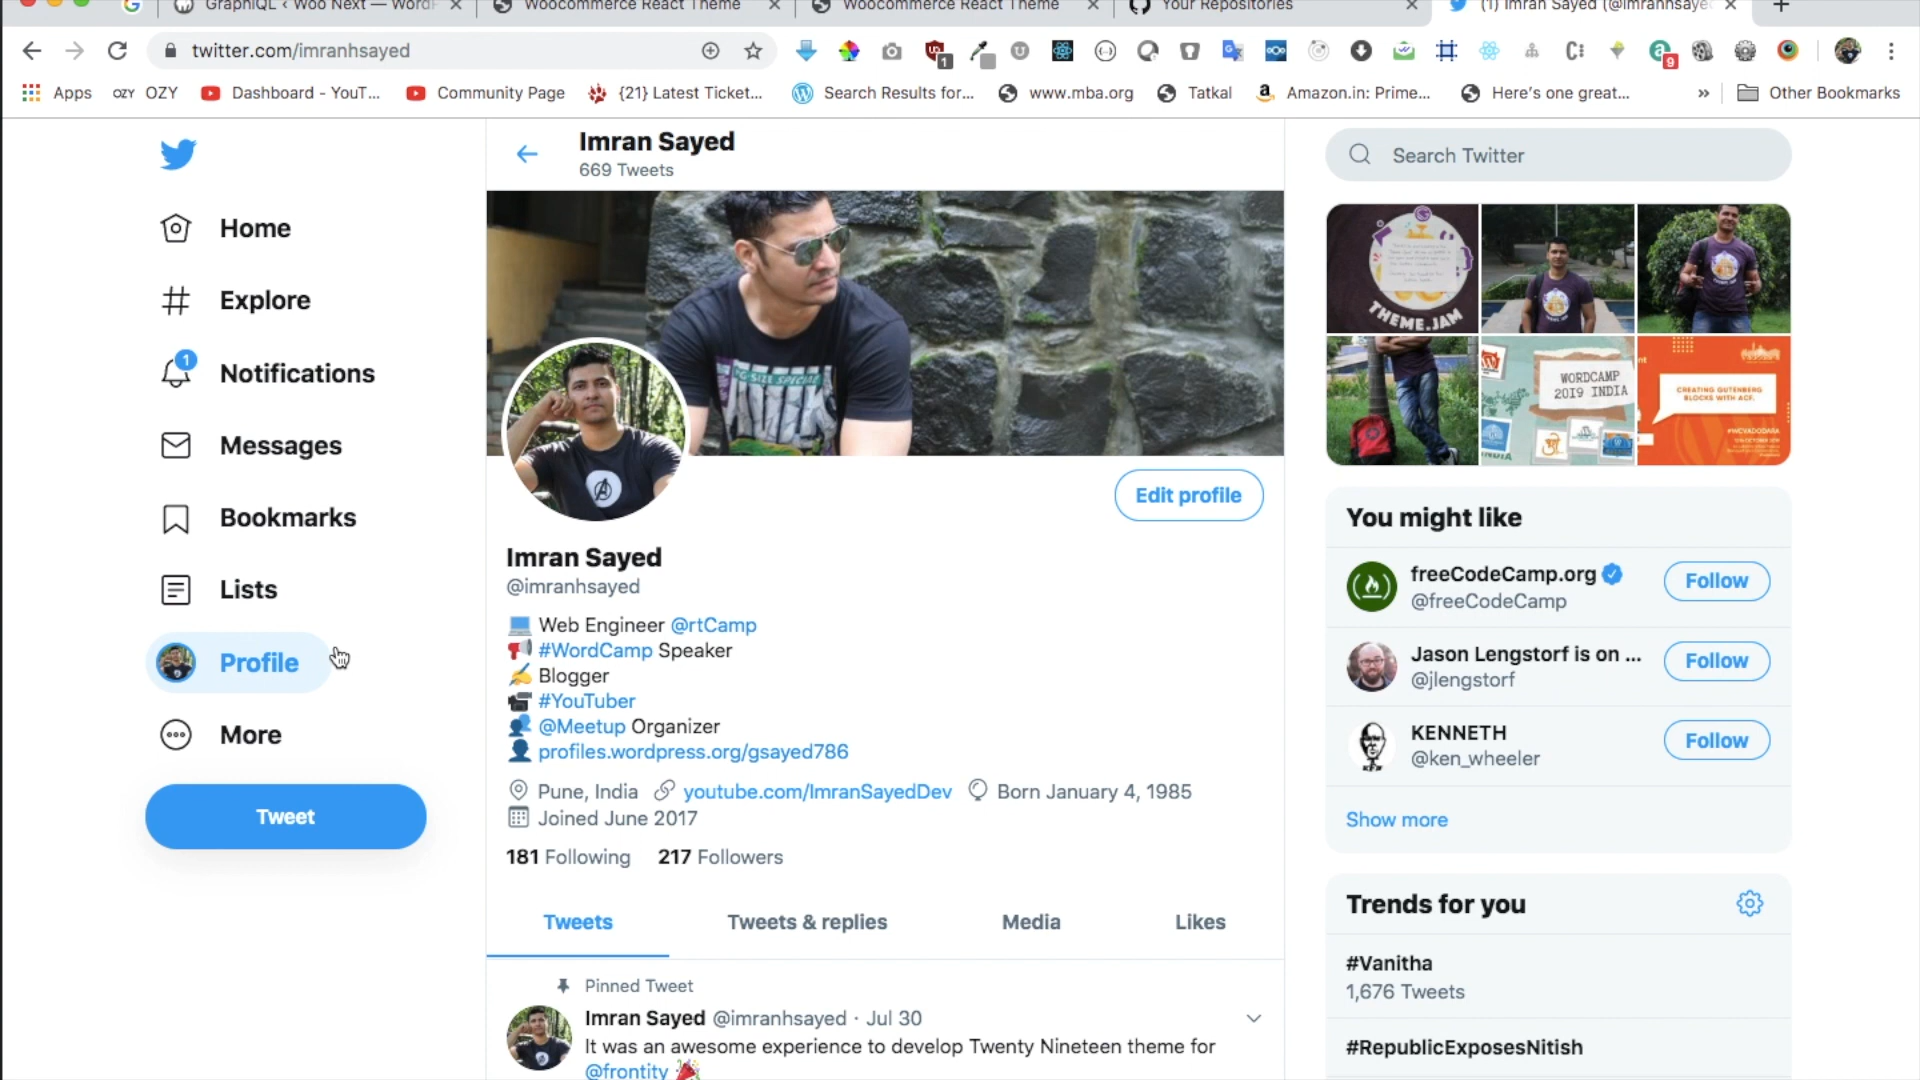 GraphiQL ‹ Woo Next — WordP
Woocommerce React Theme
Woocommerce React Theme
Your Repositories
(1) Imran Sayed (@imranhsaye
twitter.com/imranhsayed
1
9
Apps
OZY OZY
Dashboard - YouT...
Community Page
{21} Latest Ticket...
Search Results for...
www.mba.org
Tatkal
Amazon.in: Prime...
Here's one great...
»
Other Bookmarks
Imran Sayed
669 Tweets
Search Twitter
Home
Explore
1
Notifications
Messages
Bookmarks
Lists
Profile
More
Tweet
THEME.JAM
WORDCAMP
2019 INDIA
CREATING GUTENBERG
BLOCKS WITH ACF.
#WCVADODARA
Edit profile
Imran Sayed
@imranhsayed
Web Engineer @rtCamp
#WordCamp Speaker
Blogger
#YouTuber
@Meetup Organizer
profiles.wordpress.org/gsayed786
Pune, India youtube.com/ImranSayedDev Born January 4, 1985
Joined June 2017
181 Following 217 Followers
Tweets Tweets & replies Media Likes
Pinned Tweet
Imran Sayed @imranhsayed · Jul 30
It was an awesome experience to develop Twenty Nineteen theme for
@frontity
You might like
freeCodeCamp.org
@freeCodeCamp
Follow
Jason Lengstorf is on ...
@jlengstorf
Follow
KENNETH
@ken_wheeler
Follow
Show more
Trends for you
#Vanitha
1,676 Tweets
#RepublicExposesNitish